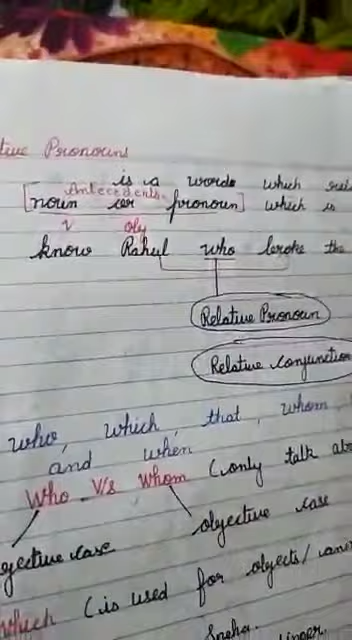 tive Pronouns
is a words which
Antecedents
[noun or pronoun] which is
V obj
know Rahul who broke the
Relative Pronoun
Relative Conjunction
who, which, that, whom,
and when
Who V/s Whom (only talk ab
objective case
jective case
which (is used for objects/
Sneha.